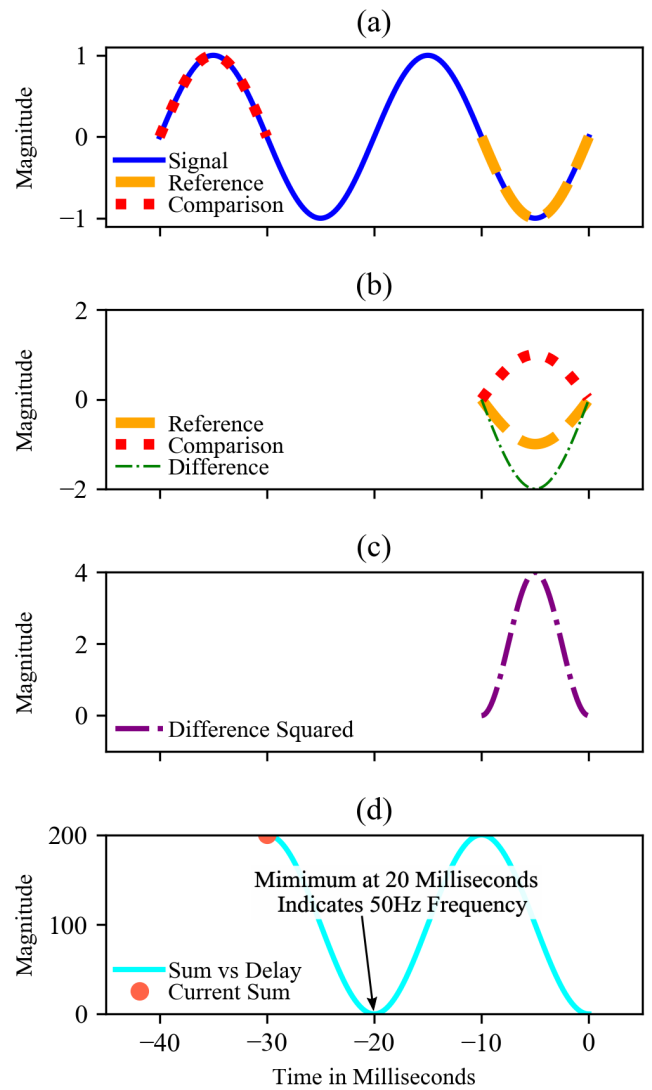 (a)
1
0
−1
Magnitude
Signal
Reference
Comparison
(b)
2
0
−2
Magnitude
Reference
Comparison
Difference
(c)
4
2
0
Magnitude
Difference Squared
(d)
200
100
0
Magnitude
Mimimum at 20 Milliseconds
Indicates 50Hz Frequency
Sum vs Delay
Current Sum
−40 −30 −20 −10 0
Time in Milliseconds